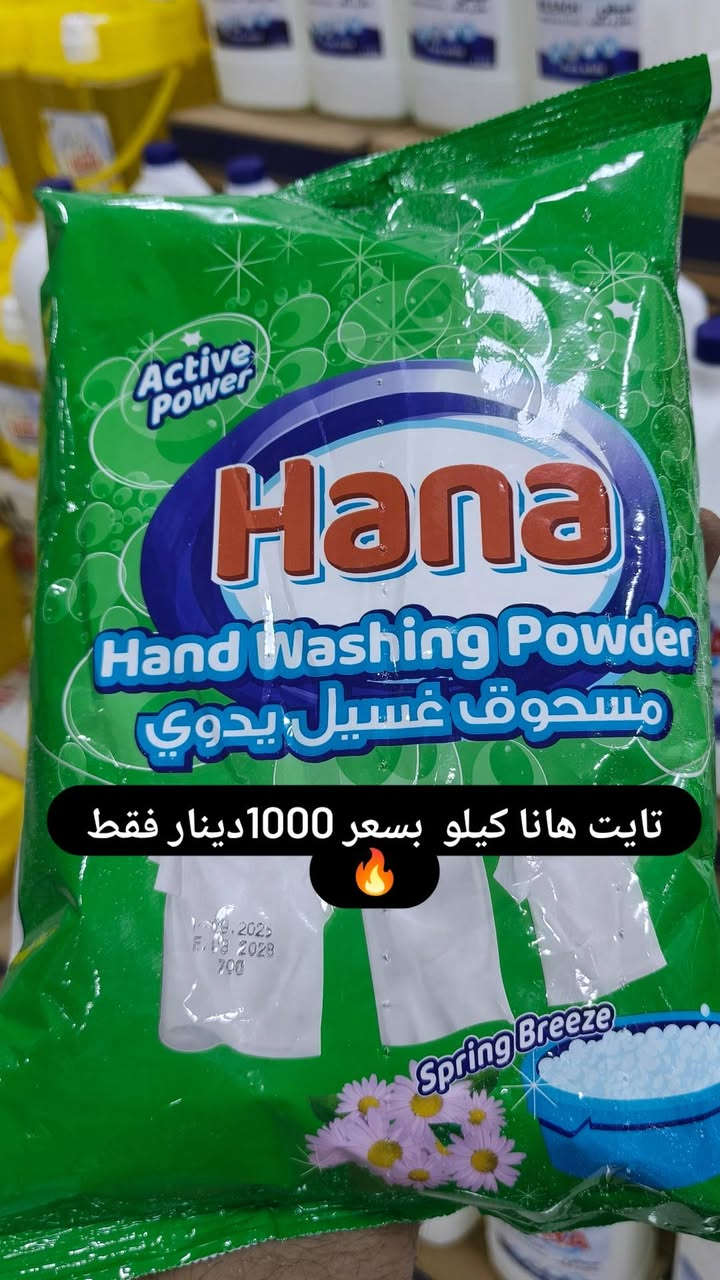 Active
Power
Hana
Hand Washing Powder
مسحوق غسيل يدوي
تايت هانا كيلو بسعر 1000دينار فقط
🔥
Spring Breeze